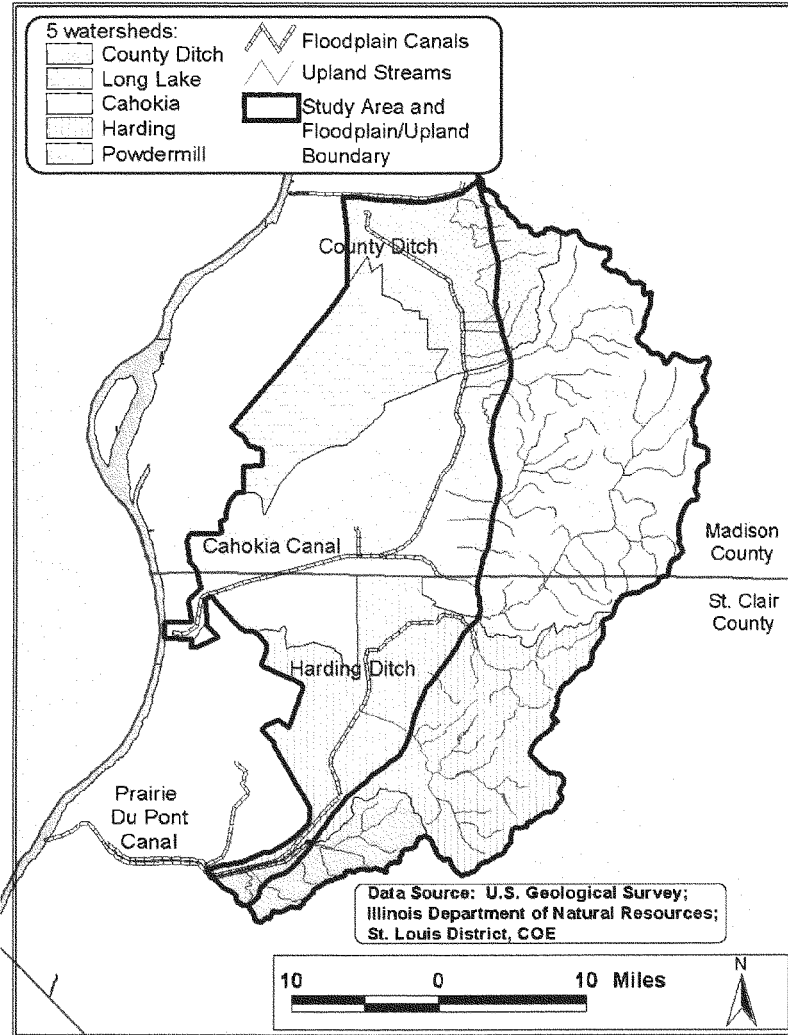 5 watersheds:
County Ditch
Long Lake
Cahokia
Harding
Powdermill
Floodplain Canals
Upland Streams
Study Area and
Floodplain/Upland
Boundary
County Ditch
Cahokia Canal
Madison
County
St. Clair
County
Harding Ditch
Prairie
Du Pont
Canal
Data Source: U.S. Geological Survey;
Illinois Department of Natural Resources;
St. Louis District, COE
10 0 10 Miles
N